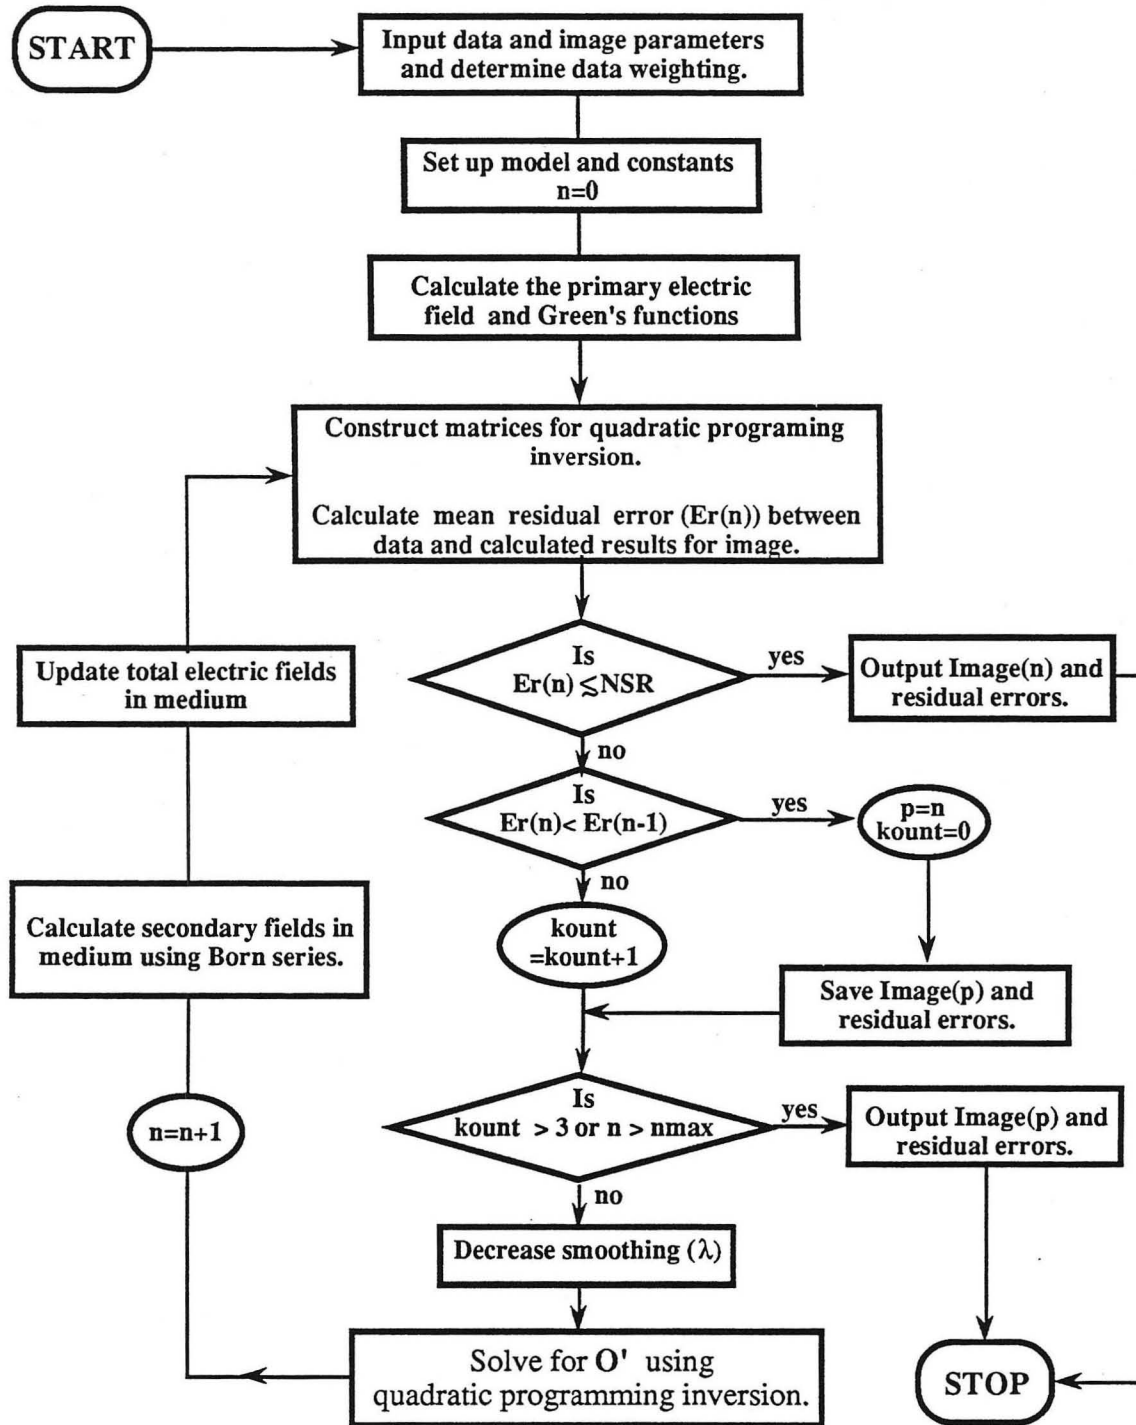 START
Input data and image parameters
and determine data weighting.
Set up model and constants
n=0
Calculate the primary electric
field and Green's functions
Construct matrices for quadratic programing
inversion.
Calculate mean residual error (Er(n)) between
data and calculated results for image.
Is
Er(n) ≲NSR
yes
Output Image(n) and
residual errors.
no
Is
Er(n)< Er(n-1)
yes
p=n
kount=0
no
kount
=kount+1
Save Image(p) and
residual errors.
Is
kount > 3 or n > nmax
yes
Output Image(p) and
residual errors.
no
Decrease smoothing (λ)
Solve for O' using
quadratic programming inversion.
n=n+1
Calculate secondary fields in
medium using Born series.
Update total electric fields
in medium
STOP